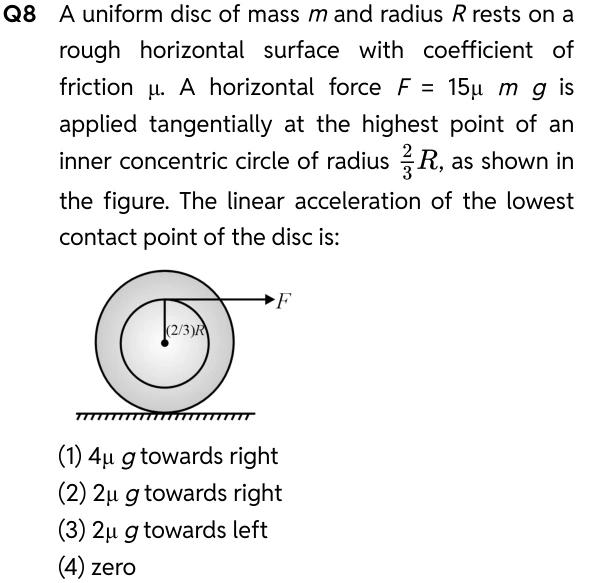 Q8 A uniform disc of mass m and radius R rests on a
rough horizontal surface with coefficient of
friction μ. A horizontal force F = 15μ m g is
applied tangentially at the highest point of an
inner concentric circle of radius 2/3 R, as shown in
the figure. The linear acceleration of the lowest
contact point of the disc is:
F
(2/3)R
(1) 4μ g towards right
(2) 2μ g towards right
(3) 2μ g towards left
(4) zero